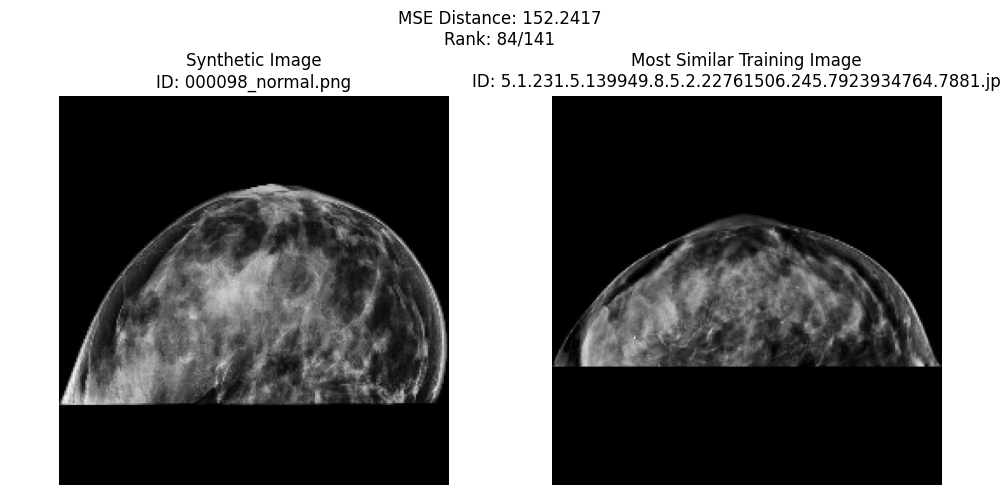 MSE Distance: 152.2417
Rank: 84/141
Synthetic Image
ID: 000098_normal.png
Most Similar Training Image
ID: 5.1.231.5.139949.8.5.2.22761506.245.7923934764.7881.jp